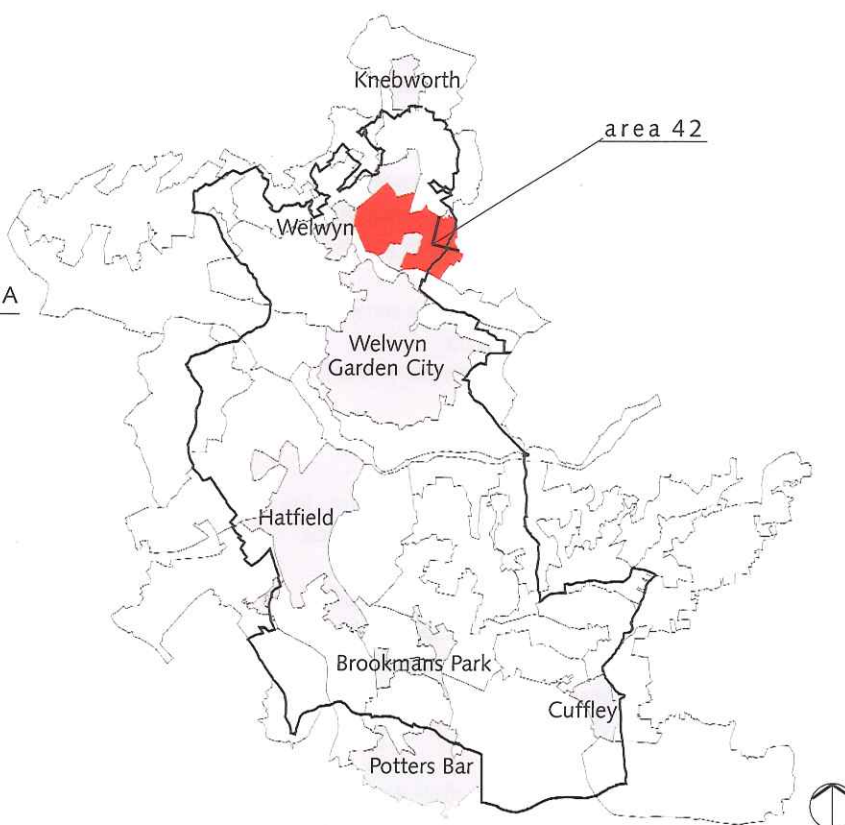 Knebworth
area 42
Welwyn
A
Welwyn
Garden City
Hatfield
Brookmans Park
Cuffley
Potters Bar